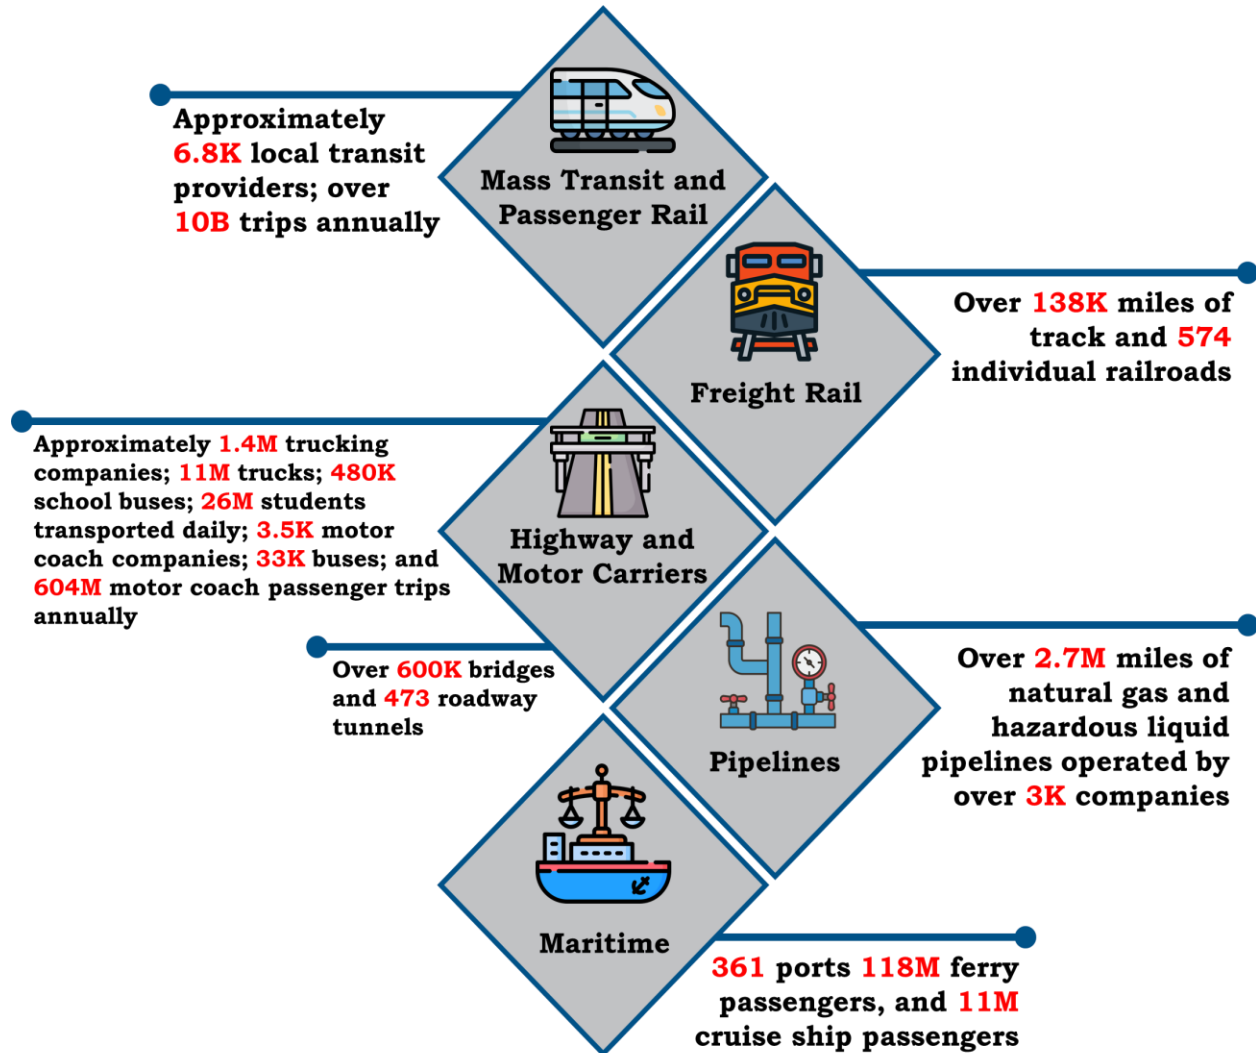 Approximately
6.8K local transit
providers; over
10B trips annually
Mass Transit and
Passenger Rail
Over 138K miles of
track and 574
individual railroads
Freight Rail
Approximately 1.4M trucking
companies; 11M trucks; 480K
school buses; 26M students
transported daily; 3.5K motor
coach companies; 33K buses; and
604M motor coach passenger trips
annually
Highway and
Motor Carriers
Over 600K bridges
and 473 roadway
tunnels
Over 2.7M miles of
natural gas and
hazardous liquid
pipelines operated by
over 3K companies
Pipelines
Maritime
361 ports 118M ferry
passengers, and 11M
cruise ship passengers